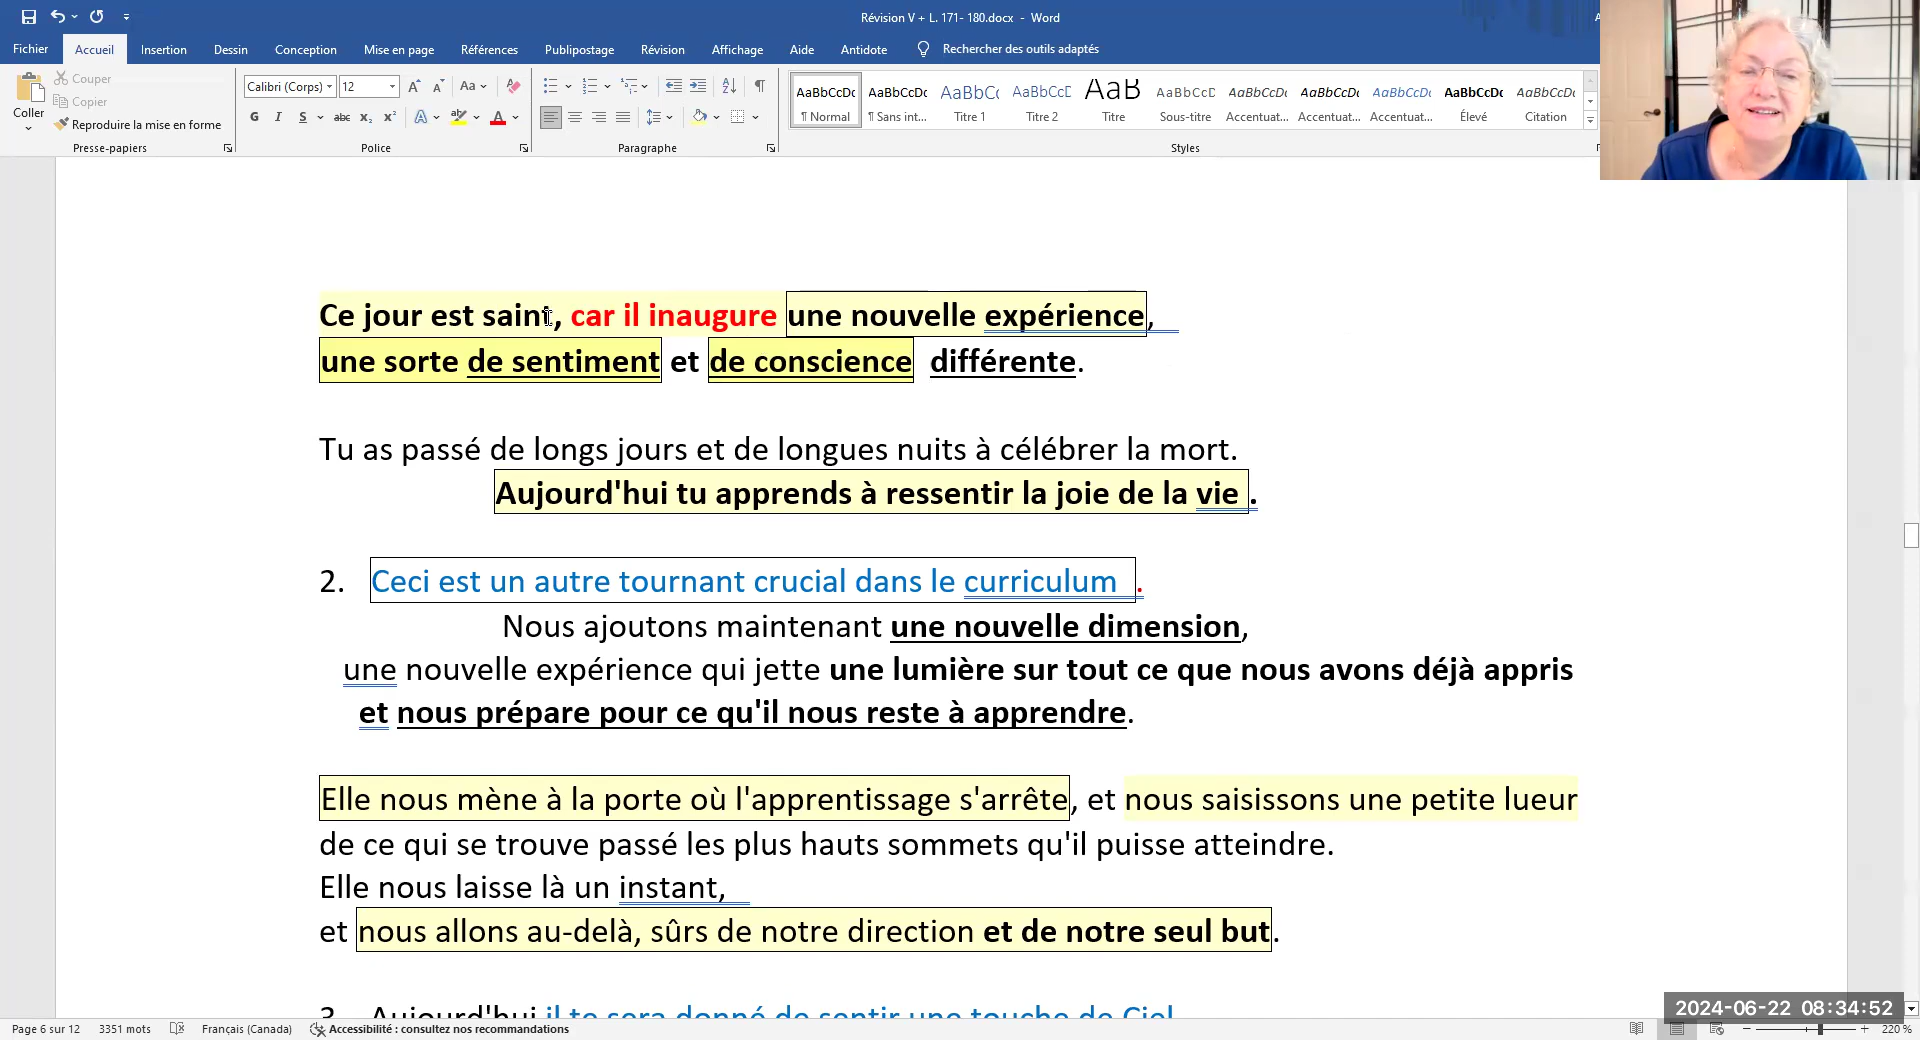 Révision V + L. 171- 180.docx - Word
Fichier Accueil Insertion Dessin Conception Mise en page Références Publipostage Révision Affichage Aide Antidote Rechercher des outils adaptés
Coller
Couper
Copier
Reproduire la mise en forme
Presse-papiers
Calibri (Corps) 12
G I S abc x₂ x²
Police
Paragraphe
AaBbCcDc AaBbCcDc AaBbCc AaBbCcD AaB AaBbCcD AaBbCcDc AaBbCcDc AaBbCcDc AaBbCcDc AaBbCcDc
¶ Normal ¶ Sans int... Titre 1 Titre 2 Titre Sous-titre Accentuat... Accentuat... Accentuat... Élevé Citation
Styles
Ce jour est saint, car il inaugure une nouvelle expérience,
une sorte de sentiment et de conscience différente.
Tu as passé de longs jours et de longues nuits à célébrer la mort.
Aujourd'hui tu apprends à ressentir la joie de la vie .
2. Ceci est un autre tournant crucial dans le curriculum .
Nous ajoutons maintenant une nouvelle dimension,
une nouvelle expérience qui jette une lumière sur tout ce que nous avons déjà appris
et nous prépare pour ce qu'il nous reste à apprendre.
Elle nous mène à la porte où l'apprentissage s'arrête, et nous saisissons une petite lueur
de ce qui se trouve passé les plus hauts sommets qu'il puisse atteindre.
Elle nous laisse là un instant,
et nous allons au-delà, sûrs de notre direction et de notre seul but.
3. Aujourd'hui il te sera donné de sentir une touche de Ciel
2024-06-22 08:34:52
Page 6 sur 12 3351 mots Français (Canada) Accessibilité : consultez nos recommandations 220 %